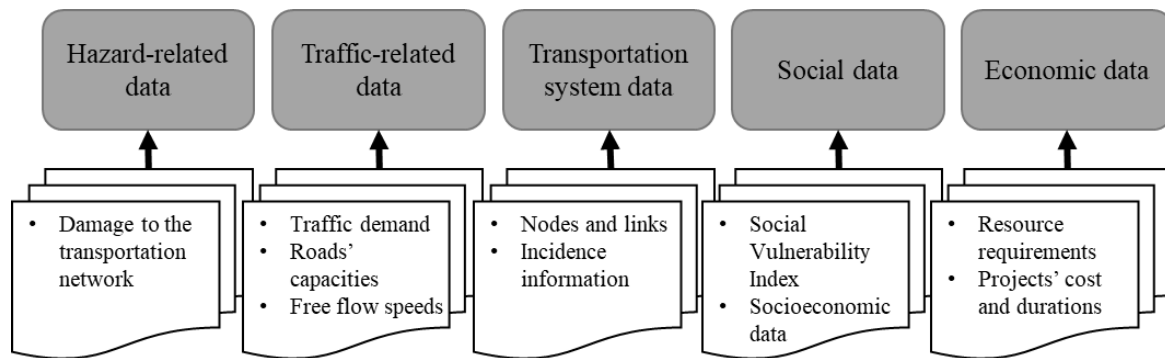 Hazard-related
data
Traffic-related
data
Transportation
system data
Social data
Economic data
• Damage to the
transportation
network
• Traffic demand
• Roads'
capacities
• Free flow speeds
• Nodes and links
• Incidence
information
• Social
Vulnerability
Index
• Socioeconomic
data
• Resource
requirements
• Projects' cost
and durations